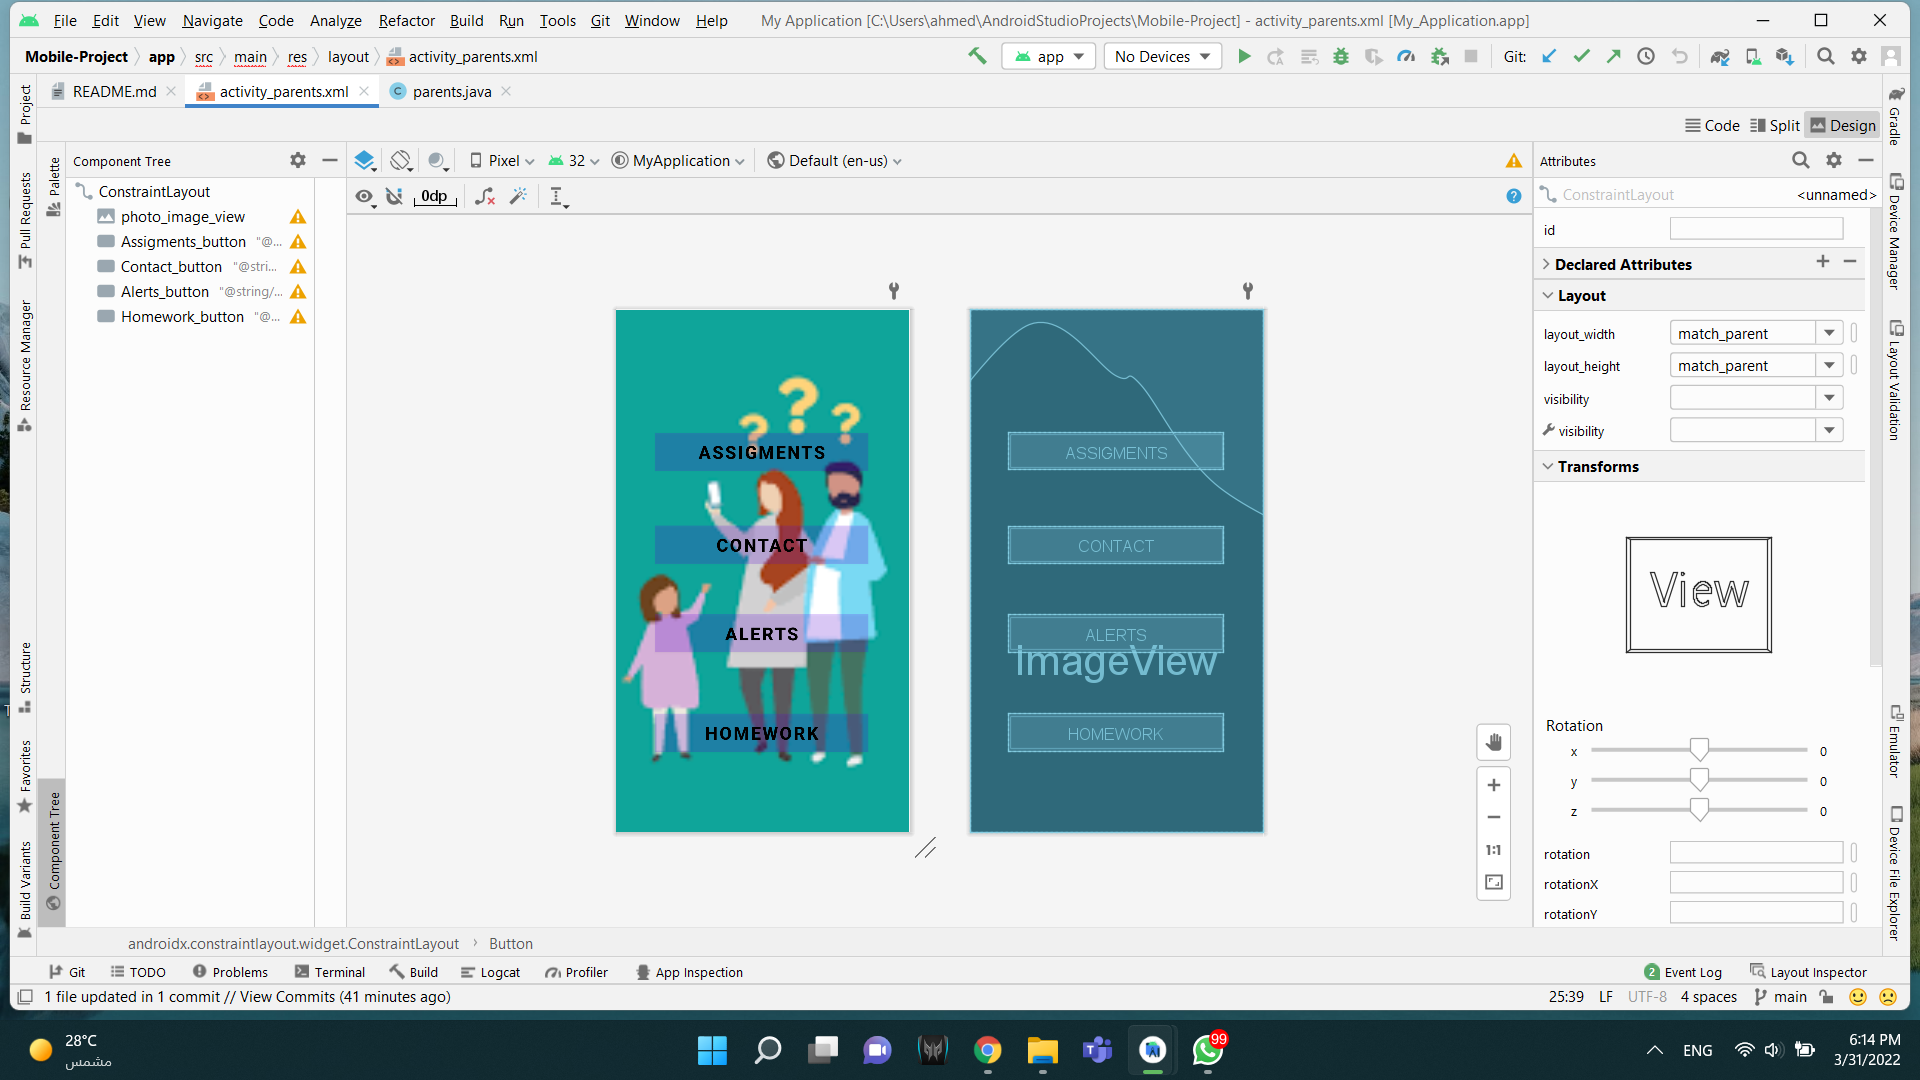 File Edit View Navigate Code Analyze Refactor Build Run Tools Git Window Help My Application [C:\Users\ahmed\AndroidStudioProjects\Mobile-Project] - activity_parents.xml [My_Application.app]
Mobile-Project app src main res layout activity_parents.xml app No Devices Git:
README.md activity_parents.xml parents.java
Code Split Design
Component Tree Pixel 32 MyApplication Default (en-us) Attributes
0dp
ConstraintLayout
photo_image_view
Assigments_button "@...
Contact_button "@stri...
Alerts_button "@string/...
Homework_button "@...
ASSIGMENTS
CONTACT
ALERTS
HOMEWORK
ASSIGMENTS
CONTACT
ALERTS
ImageView
HOMEWORK
1:1
ConstraintLayout <unnamed>
id
Declared Attributes
Layout
layout_width match_parent
layout_height match_parent
visibility
visibility
Transforms
View
Rotation
x 0
y 0
z 0
rotation
rotationX
rotationY
Project
Pull Requests
Resource Manager
Structure
Favorites
Build Variants
Palette
Component Tree
Gradle
Device Manager
Layout Validation
Emulator
Device File Explorer
androidx.constraintlayout.widget.ConstraintLayout › Button
Git TODO Problems Terminal Build Logcat Profiler App Inspection 2 Event Log Layout Inspector
1 file updated in 1 commit // View Commits (41 minutes ago) 25:39 LF UTF-8 4 spaces main
28°C
مشمس
99
ENG
6:14 PM
3/31/2022